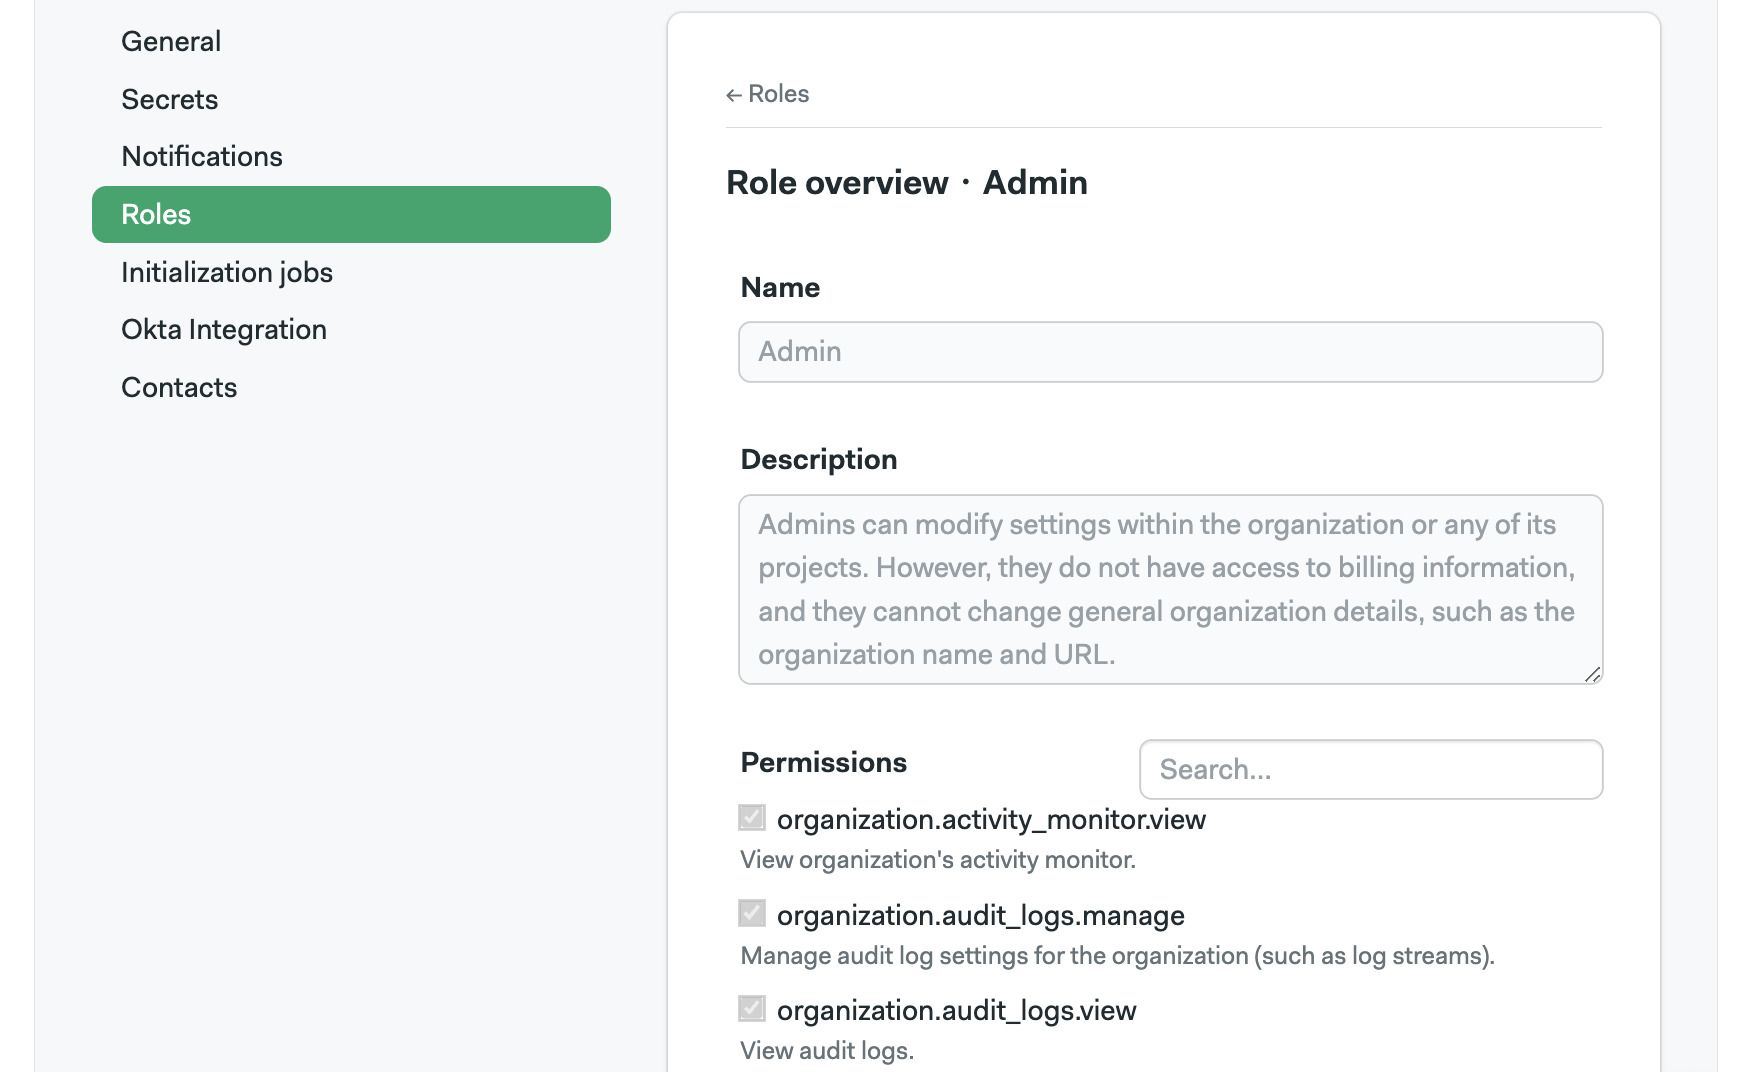 General
Secrets
Notifications
Roles
Initialization jobs
Okta Integration
Contacts
← Roles
Role overview · Admin
Name
Admin
Description
Admins can modify settings within the organization or any of its
projects. However, they do not have access to billing information,
and they cannot change general organization details, such as the
organization name and URL.
Permissions
Search...
organization.activity_monitor.view
View organization's activity monitor.
organization.audit_logs.manage
Manage audit log settings for the organization (such as log streams).
organization.audit_logs.view
View audit logs.